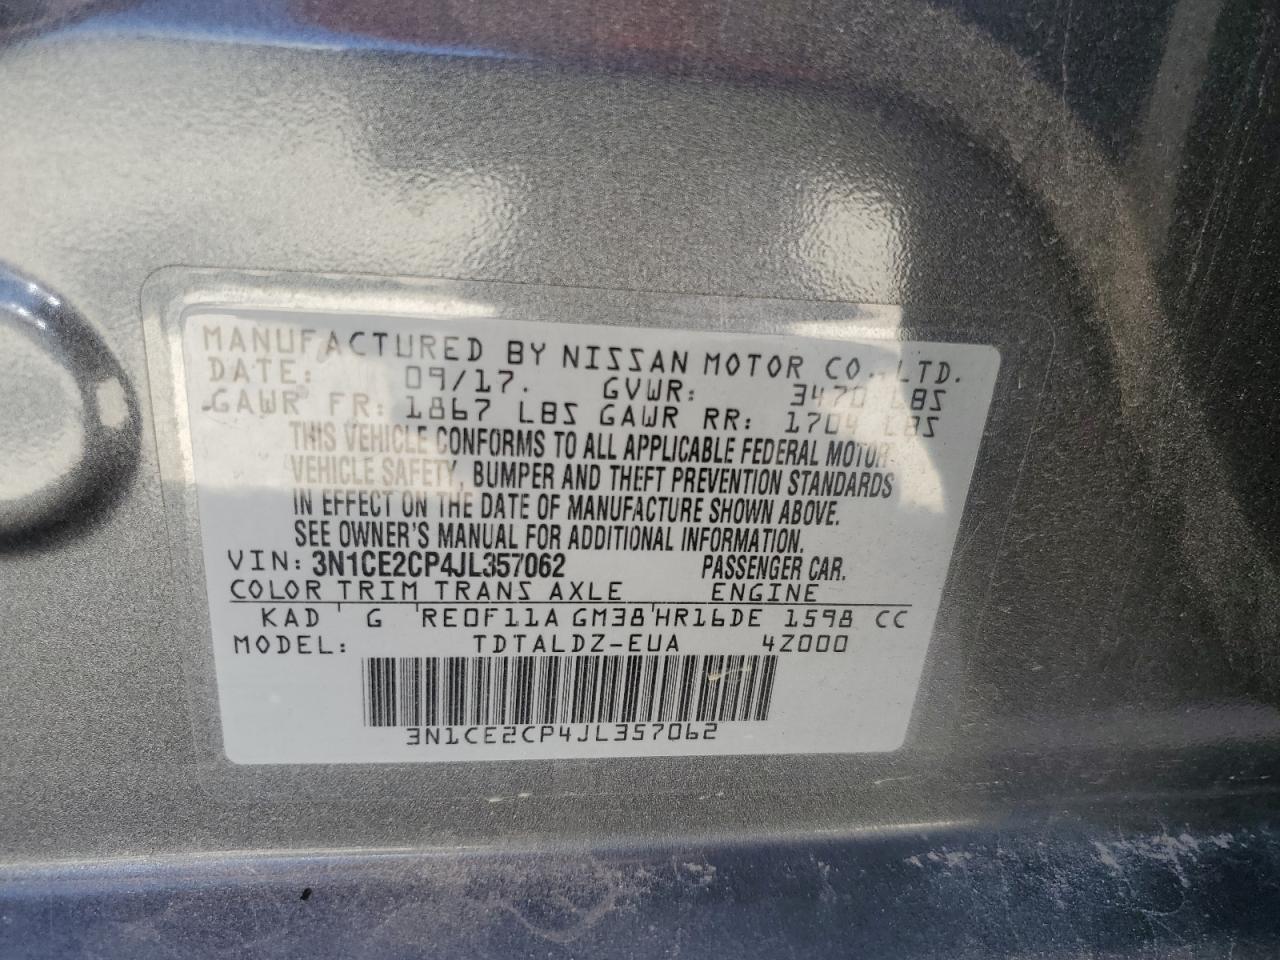 MANUFACTURED BY NISSAN MOTOR CO., LTD.
DATE: 09/17. GVWR: 3470 LBS
GAWR FR: 1867 LBS GAWR RR: 1704 LBS
THIS VEHICLE CONFORMS TO ALL APPLICABLE FEDERAL MOTOR
VEHICLE SAFETY, BUMPER AND THEFT PREVENTION STANDARDS
IN EFFECT ON THE DATE OF MANUFACTURE SHOWN ABOVE.
SEE OWNER'S MANUAL FOR ADDITIONAL INFORMATION.
VIN: 3N1CE2CP4JL357062 PASSENGER CAR.
COLOR TRIM TRANS AXLE ENGINE
KAD G RE0F11A GM38 HR16DE 1598 CC
MODEL: TDTALDZ-EUA 4Z000
3N1CE2CP4JL357062